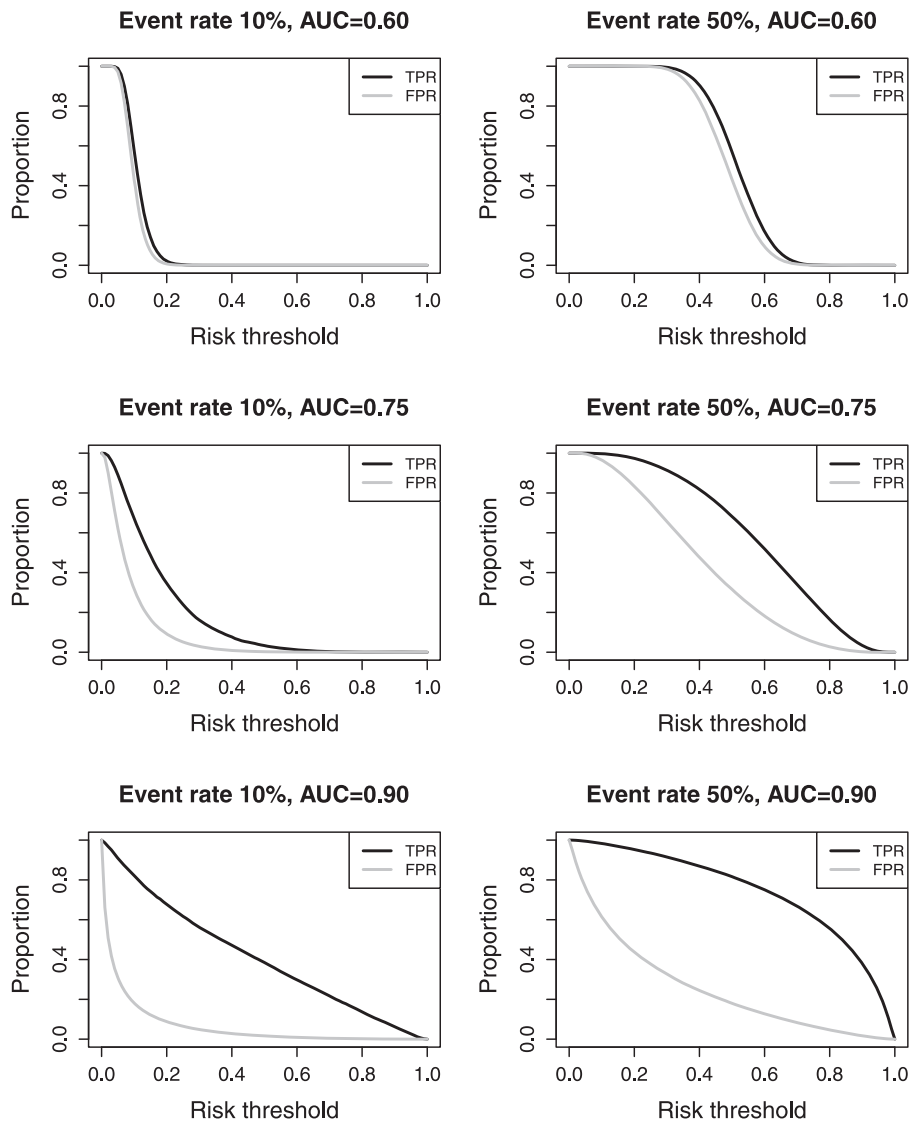 Event rate 10%, AUC=0.60
TPR
FPR
Proportion
0.0 0.4 0.8
0.0 0.2 0.4 0.6 0.8 1.0
Risk threshold
Event rate 50%, AUC=0.60
TPR
FPR
Proportion
0.0 0.4 0.8
0.0 0.2 0.4 0.6 0.8 1.0
Risk threshold
Event rate 10%, AUC=0.75
TPR
FPR
Proportion
0.0 0.4 0.8
0.0 0.2 0.4 0.6 0.8 1.0
Risk threshold
Event rate 50%, AUC=0.75
TPR
FPR
Proportion
0.0 0.4 0.8
0.0 0.2 0.4 0.6 0.8 1.0
Risk threshold
Event rate 10%, AUC=0.90
TPR
FPR
Proportion
0.0 0.4 0.8
0.0 0.2 0.4 0.6 0.8 1.0
Risk threshold
Event rate 50%, AUC=0.90
TPR
FPR
Proportion
0.0 0.4 0.8
0.0 0.2 0.4 0.6 0.8 1.0
Risk threshold